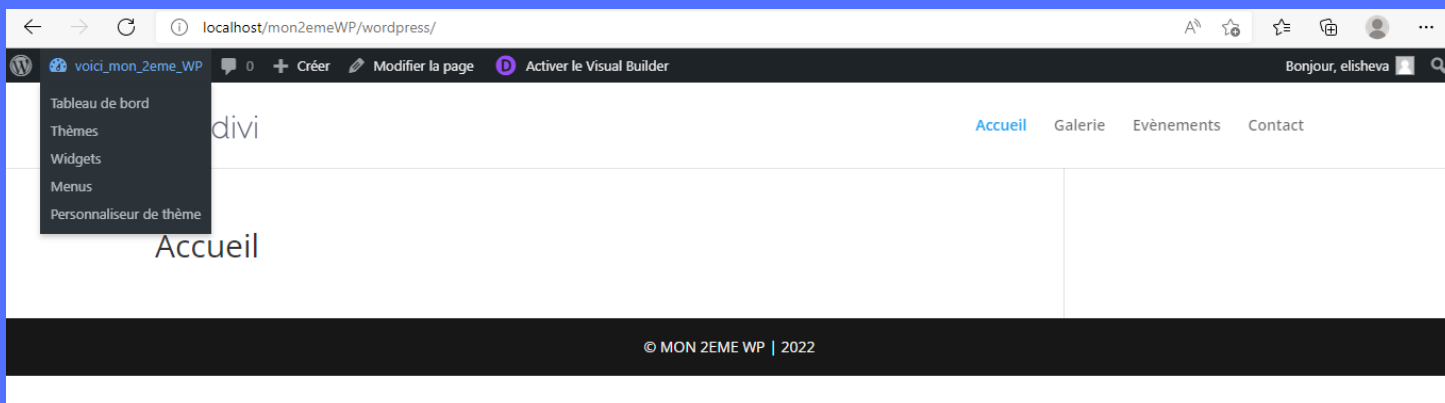 localhost/mon2emeWP/wordpress/
voici_mon_2eme_WP 0 + Créer Modifier la page D Activer le Visual Builder Bonjour, elisheva
Tableau de bord
Thèmes
Widgets
Menus
Personnaliseur de thème
divi Accueil Galerie Evènements Contact
Accueil
© MON 2EME WP | 2022